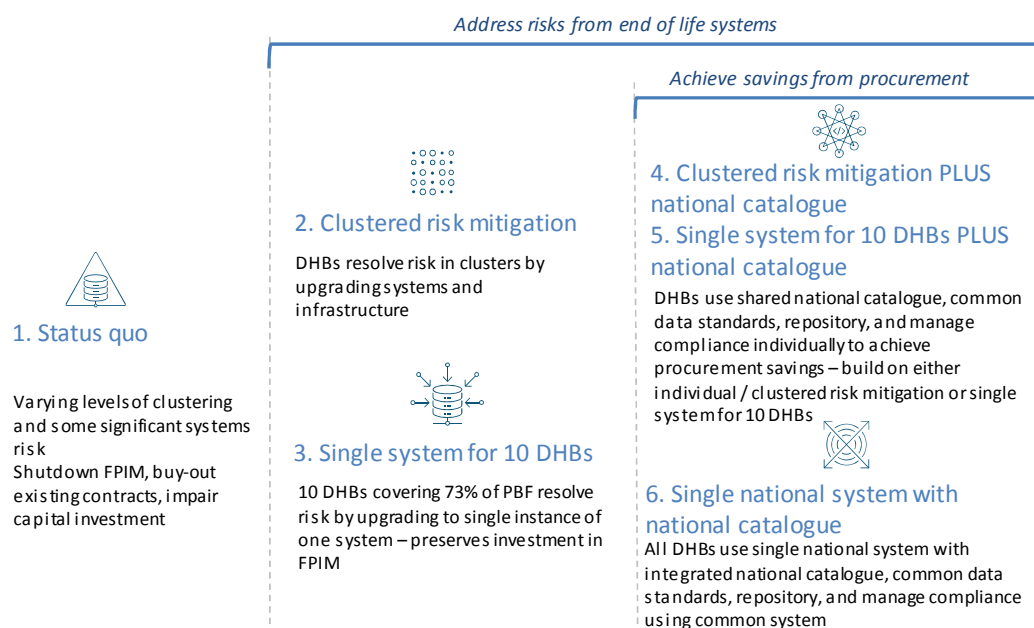 Address risks from end of life systems
Achieve savings from procurement
1. Status quo
Varying levels of clustering
and some significant systems
risk
Shutdown FPIM, buy-out
existing contracts, impair
capital investment
2. Clustered risk mitigation
DHBs resolve risk in clusters by
upgrading systems and
infrastructure
3. Single system for 10 DHBs
10 DHBs covering 73% of PBF resolve
risk by upgrading to single instance of
one system – preserves investment in
FPIM
4. Clustered risk mitigation PLUS
national catalogue
5. Single system for 10 DHBs PLUS
national catalogue
DHBs use shared national catalogue, common
data standards, repository, and manage
compliance individually to achieve
procurement savings – build on either
individual / clustered risk mitigation or single
system for 10 DHBs
6. Single national system with
national catalogue
All DHBs use single national system with
integrated national catalogue, common data
standards, repository, and manage compliance
using common system